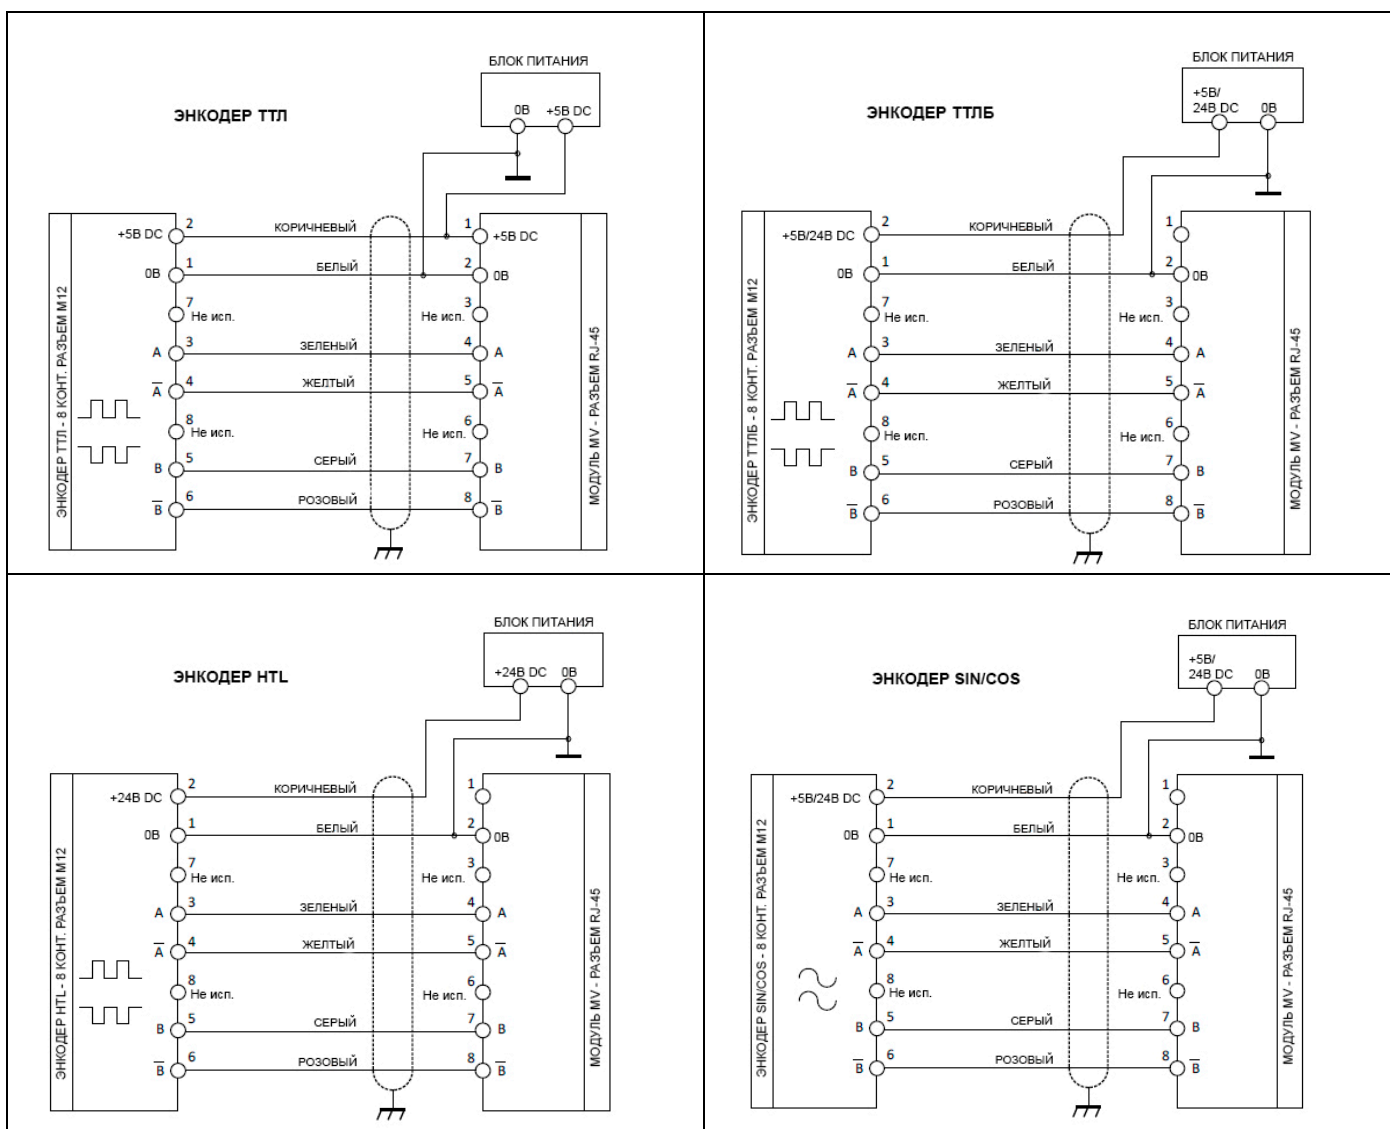 БЛОК ПИТАНИЯ
0В +5В DC
ЭНКОДЕР ТТЛ
ЭНКОДЕР ТТЛ - 8 КОНТ. РАЗЪЕМ М12
+5В DC 2 КОРИЧНЕВЫЙ 1 +5В DC
0В 1 БЕЛЫЙ 2 0В
7 Не исп. 3 Не исп.
A 3 ЗЕЛЕНЫЙ 4 A
A 4 ЖЕЛТЫЙ 5 A
8 Не исп. 6 Не исп.
B 5 СЕРЫЙ 7 B
B 6 РОЗОВЫЙ 8 B
МОДУЛЬ MV - РАЗЪЕМ RJ-45
БЛОК ПИТАНИЯ
+5В/
24В DC 0В
ЭНКОДЕР ТТЛБ
ЭНКОДЕР ТТЛБ - 8 КОНТ. РАЗЪЕМ М12
+5В/24В DC 2 КОРИЧНЕВЫЙ 1
0В 1 БЕЛЫЙ 2 0В
7 Не исп. 3 Не исп.
A 3 ЗЕЛЕНЫЙ 4 A
A 4 ЖЕЛТЫЙ 5 A
8 Не исп. 6 Не исп.
B 5 СЕРЫЙ 7 B
B 6 РОЗОВЫЙ 8 B
МОДУЛЬ MV - РАЗЪЕМ RJ-45
БЛОК ПИТАНИЯ
+24В DC 0В
ЭНКОДЕР HTL
ЭНКОДЕР HTL - 8 КОНТ. РАЗЪЕМ М12
+24В DC 2 КОРИЧНЕВЫЙ 1
0В 1 БЕЛЫЙ 2 0В
7 Не исп. 3 Не исп.
A 3 ЗЕЛЕНЫЙ 4 A
A 4 ЖЕЛТЫЙ 5 A
8 Не исп. 6 Не исп.
B 5 СЕРЫЙ 7 B
B 6 РОЗОВЫЙ 8 B
МОДУЛЬ MV - РАЗЪЕМ RJ-45
БЛОК ПИТАНИЯ
+5В/
24В DC 0В
ЭНКОДЕР SIN/COS
ЭНКОДЕР SIN/COS - 8 КОНТ. РАЗЪЕМ М12
+5В/24В DC 2 КОРИЧНЕВЫЙ 1
0В 1 БЕЛЫЙ 2 0В
7 Не исп. 3 Не исп.
A 3 ЗЕЛЕНЫЙ 4 A
A 4 ЖЕЛТЫЙ 5 A
8 Не исп. 6 Не исп.
B 5 СЕРЫЙ 7 B
B 6 РОЗОВЫЙ 8 B
МОДУЛЬ MV - РАЗЪЕМ RJ-45